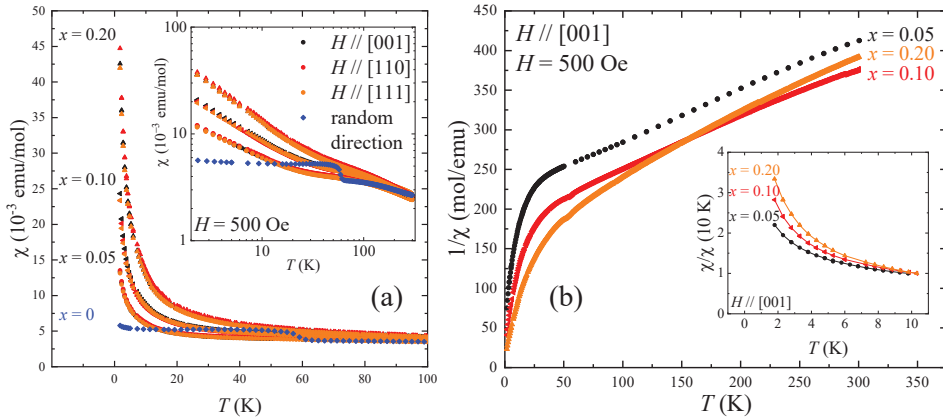 50
45
40
35
30
25
20
15
10
5
0
χ (10⁻³ emu/mol)
x = 0.20
x = 0.10
x = 0.05
x = 0
0
20
40
60
80
100
T (K)
(a)
100
10
1
χ (10⁻³ emu/mol)
H // [001]
H // [110]
H // [111]
random
direction
H = 500 Oe
10
100
T (K)
450
400
350
300
250
200
150
100
50
0
1/χ (mol/emu)
H // [001]
H = 500 Oe
x = 0.05
x = 0.20
x = 0.10
(b)
0
50
100
150
200
250
300
350
T (K)
4
3
2
1
0
χ/χ (10 K)
x = 0.20
x = 0.10
x = 0.05
H // [001]
0
2
4
6
8
10
T (K)